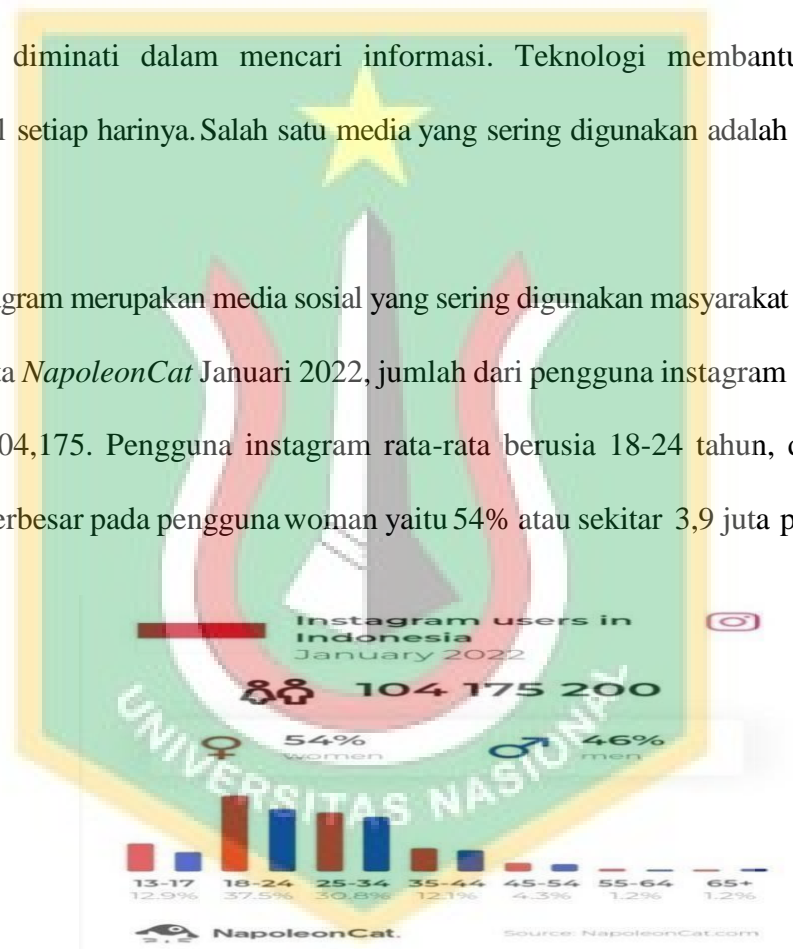 diminati dalam mencari informasi. Teknologi membantu
setiap harinya. Salah satu media yang sering digunakan adalah
gram merupakan media sosial yang sering digunakan masyarakat
ta NapoleonCat Januari 2022, jumlah dari pengguna instagram
04,175. Pengguna instagram rata-rata berusia 18-24 tahun,
erbesar pada pengguna woman yaitu 54% atau sekitar 3,9 juta p
Instagram users in
Indonesia
January 2022
104 175 200
54% 46%
women men
UNIVERSITAS NASIONAL
13-17 18-24 25-34 35-44 45-54 55-64 65+
12.9% 37.5% 30.8% 12.1% 4.3% 1.2% 1.2%
NapoleonCat. Source: NapoleonCat.com